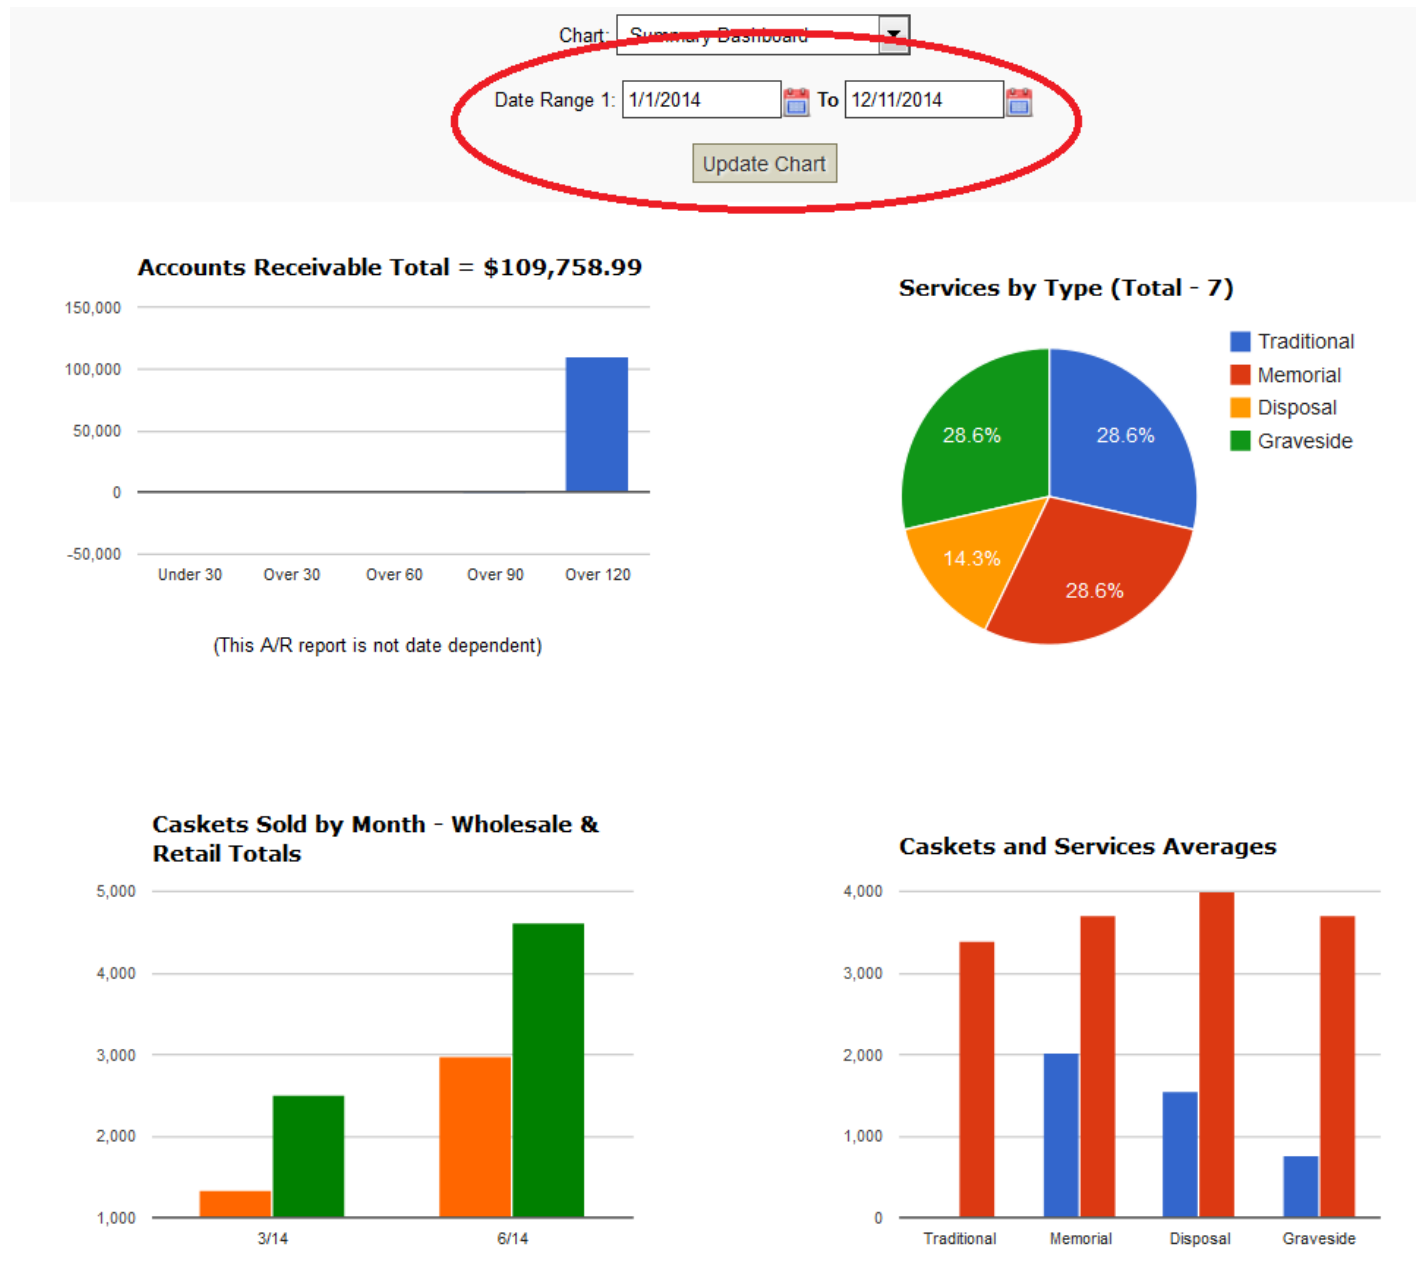 Chart: Summary Dashboard
Date Range 1: 1/1/2014 To 12/11/2014
Update Chart
Accounts Receivable Total = $109,758.99
150,000
100,000
50,000
0
-50,000
Under 30 Over 30 Over 60 Over 90 Over 120
(This A/R report is not date dependent)
Services by Type (Total - 7)
Traditional
Memorial
Disposal
Graveside
28.6% 28.6%
14.3%
28.6%
Caskets Sold by Month - Wholesale &
Retail Totals
5,000
4,000
3,000
2,000
1,000
3/14 6/14
Caskets and Services Averages
4,000
3,000
2,000
1,000
0
Traditional Memorial Disposal Graveside